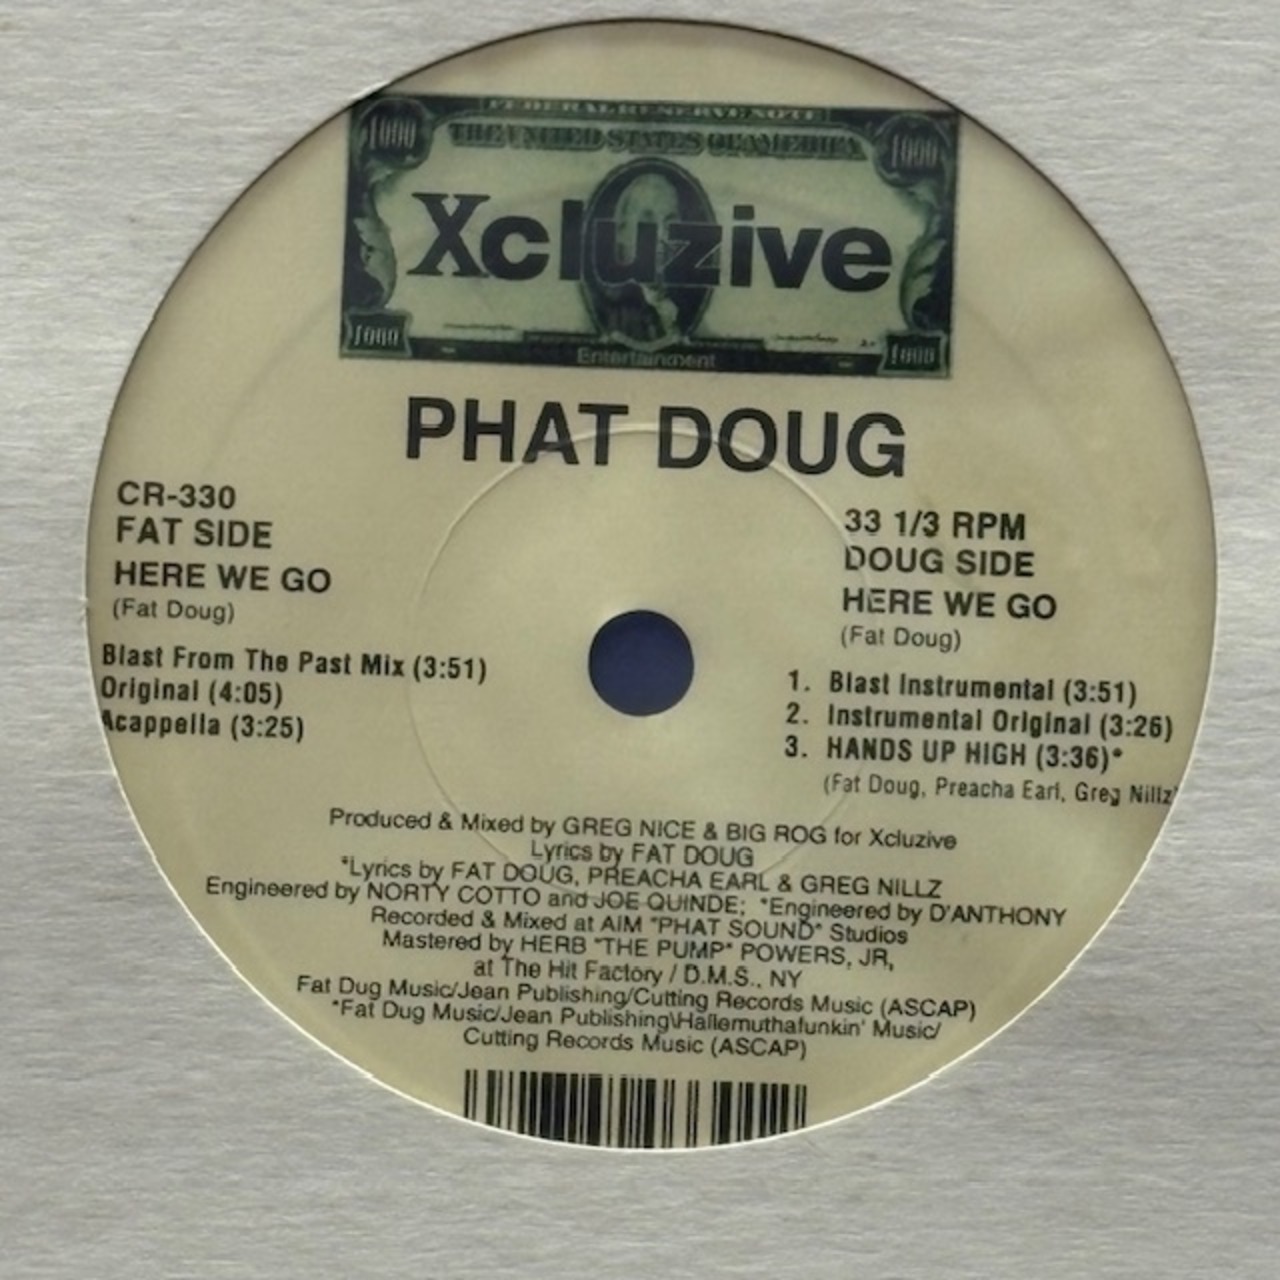 FEDERAL RESERVE NOTE
THE UNITED STATES OF AMERICA
1000
1000
Xcluzive
1000
1000
Entertainment
PHAT DOUG
CR-330
FAT SIDE
HERE WE GO
(Fat Doug)
Blast From The Past Mix (3:51)
Original (4:05)
Acappella (3:25)
33 1/3 RPM
DOUG SIDE
HERE WE GO
(Fat Doug)
1. Blast Instrumental (3:51)
2. Instrumental Original (3:26)
3. HANDS UP HIGH (3:36)*
(Fat Doug, Preacha Earl, Greg Nillz)
Produced & Mixed by GREG NICE & BIG ROG for Xcluzive
Lyrics by FAT DOUG
*Lyrics by FAT DOUG, PREACHA EARL & GREG NILLZ
Engineered by NORTY COTTO and JOE QUINDE; *Engineered by D'ANTHONY
Recorded & Mixed at AIM "PHAT SOUND" Studios
Mastered by HERB "THE PUMP" POWERS, JR,
at The Hit Factory / D.M.S., NY
Fat Dug Music/Jean Publishing/Cutting Records Music (ASCAP)
*Fat Dug Music/Jean Publishing\Hallemuthafunkin' Music/
Cutting Records Music (ASCAP)